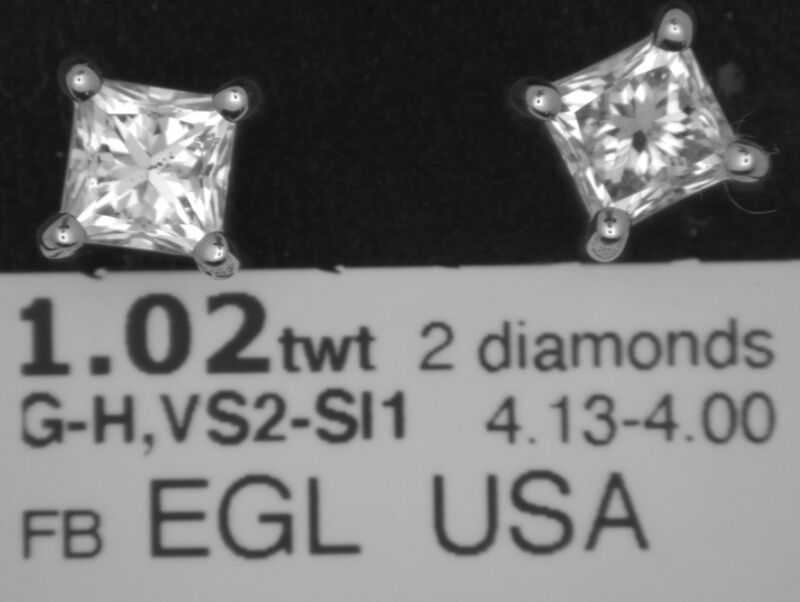 1.02twt 2 diamonds
G-H,VS2-SI1 4.13-4.00
FB EGL USA